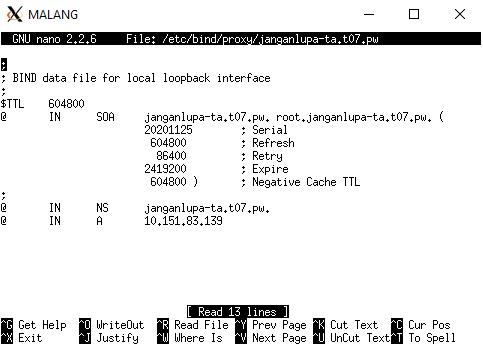 MALANG
GNU nano 2.2.6 File: /etc/bind/proxy/janganlupa-ta.t07.pw
;
; BIND data file for local loopback interface
;
$TTL 604800
@ IN SOA janganlupa-ta.t07.pw. root.janganlupa-ta.t07.pw. (
20201125 ; Serial
604800 ; Refresh
86400 ; Retry
2419200 ; Expire
604800 ) ; Negative Cache TTL
;
@ IN NS janganlupa-ta.t07.pw.
@ IN A 10.151.83.139
[ Read 13 lines ]
^G Get Help ^O WriteOut ^R Read File ^Y Prev Page ^K Cut Text ^C Cur Pos
^X Exit ^J Justify ^W Where Is ^V Next Page ^U UnCut Text ^T To Spell